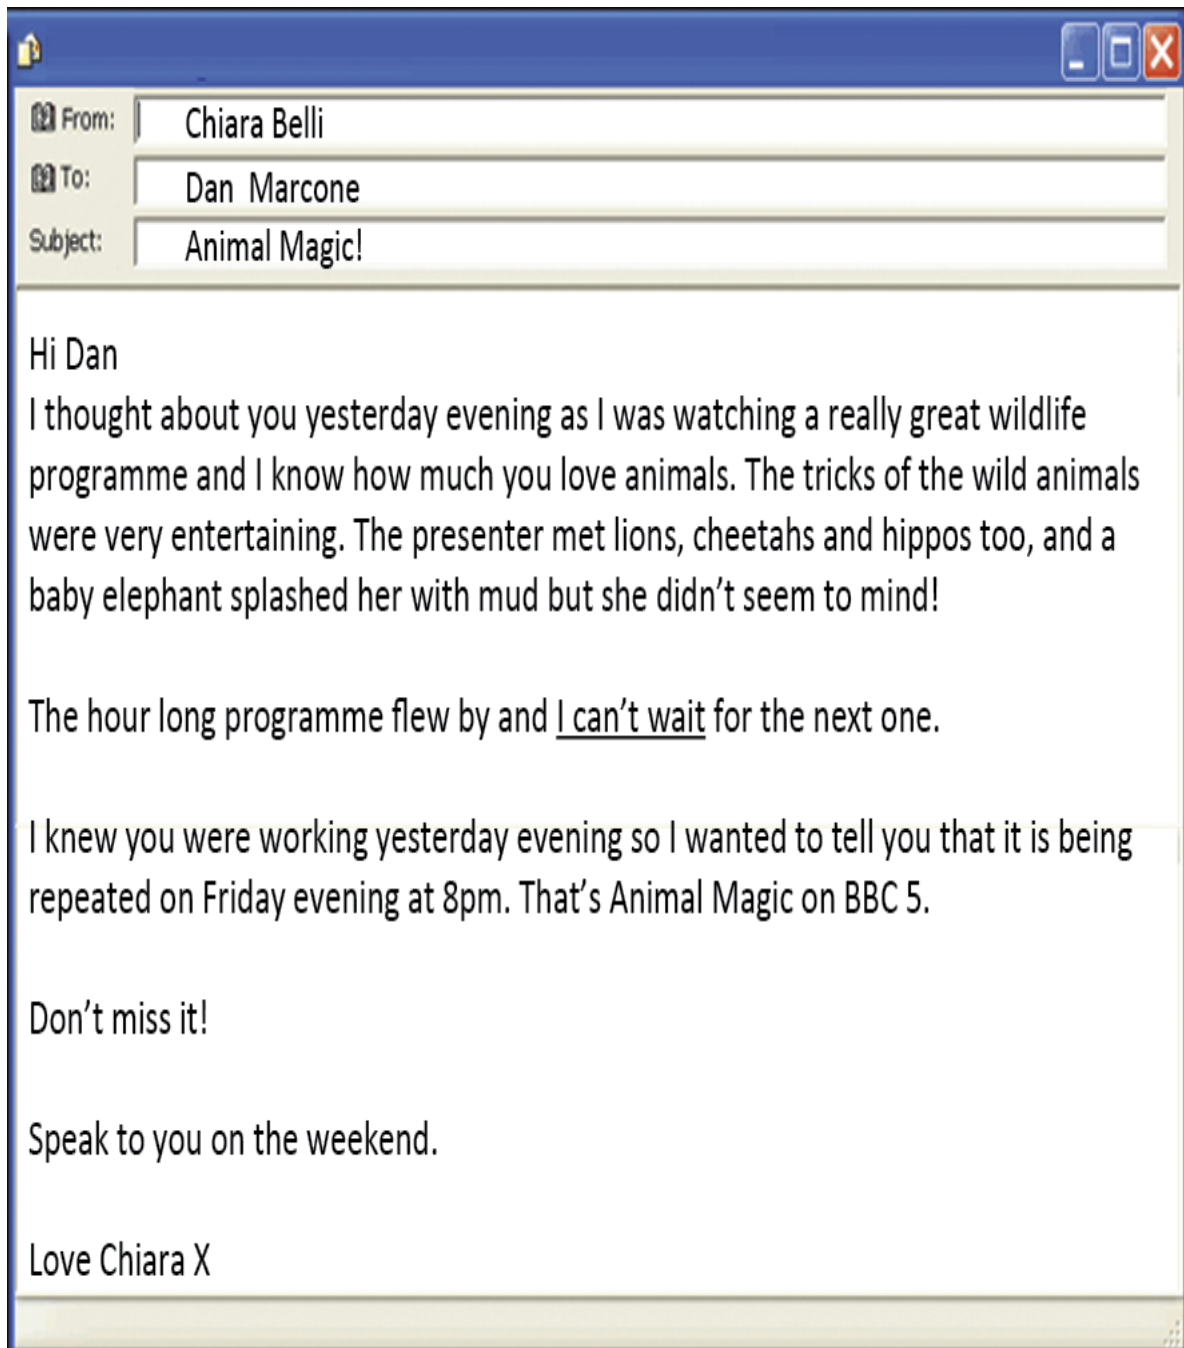 From: Chiara Belli
To: Dan Marcone
Subject: Animal Magic!
Hi Dan
I thought about you yesterday evening as I was watching a really great wildlife
programme and I know how much you love animals. The tricks of the wild animals
were very entertaining. The presenter met lions, cheetahs and hippos too, and a
baby elephant splashed her with mud but she didn't seem to mind!
The hour long programme flew by and I can't wait for the next one.
I knew you were working yesterday evening so I wanted to tell you that it is being
repeated on Friday evening at 8pm. That's Animal Magic on BBC 5.
Don't miss it!
Speak to you on the weekend.
Love Chiara X